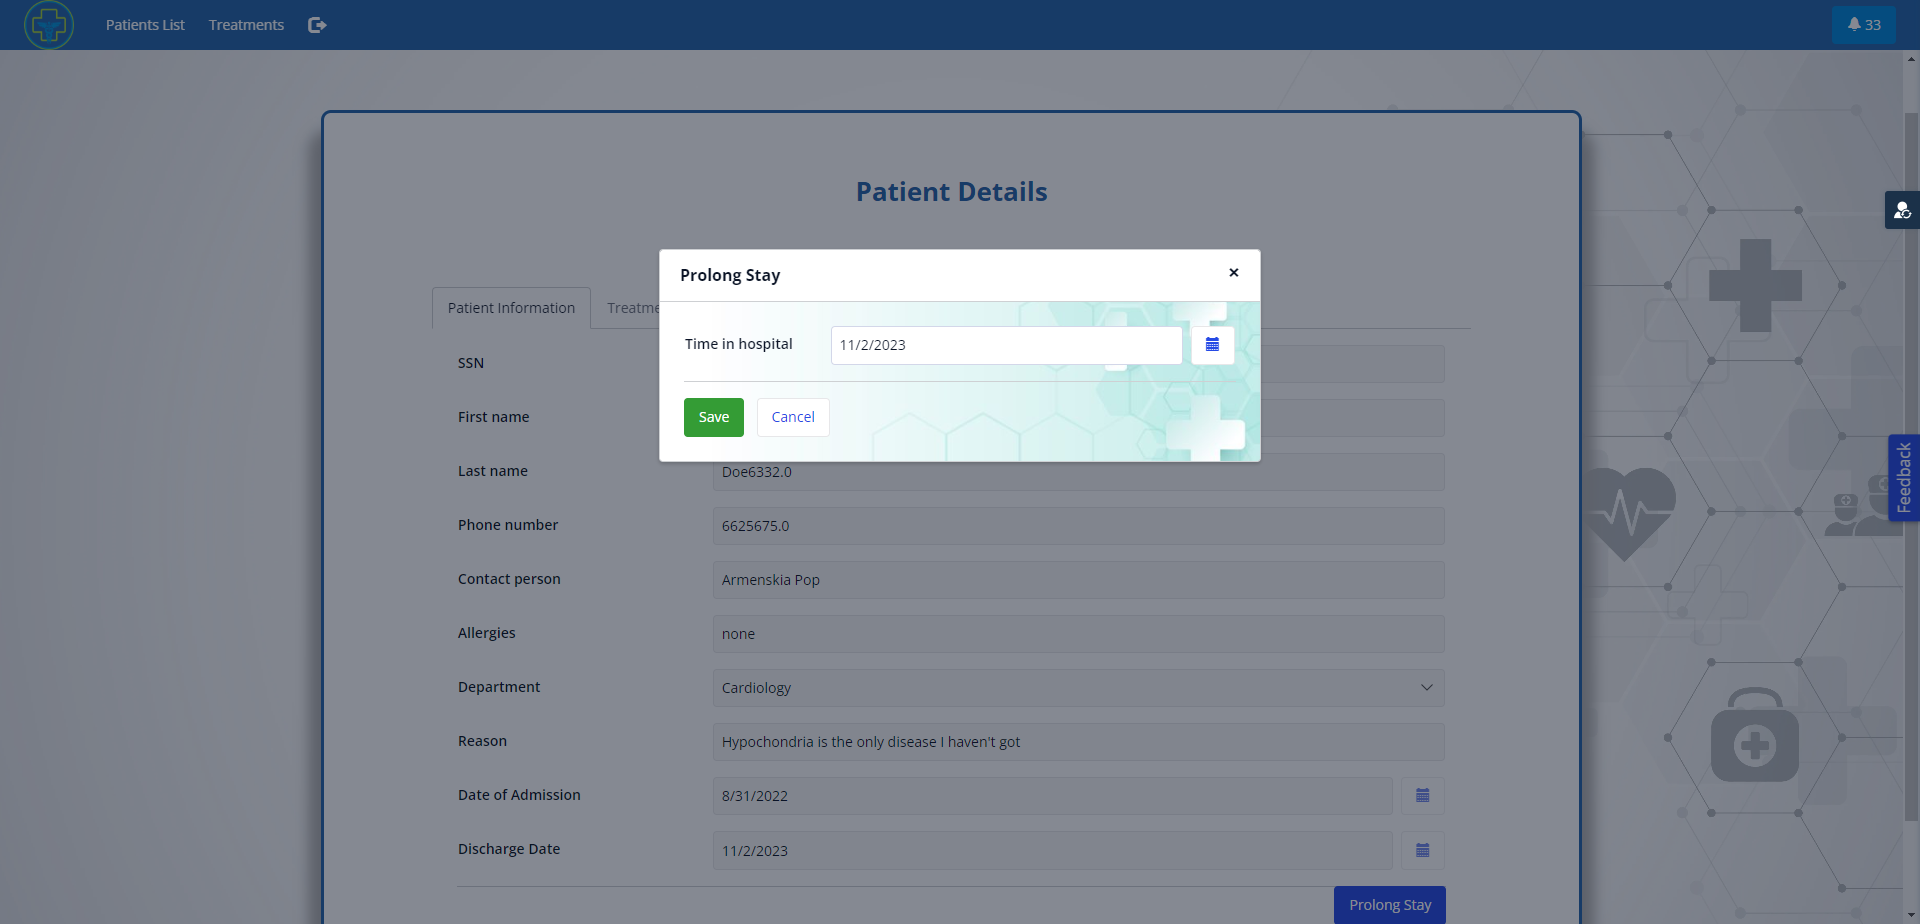 Patients List Treatments 33
Patient Details
Prolong Stay ×
Patient Information Treatme
Time in hospital 11/2/2023
SSN
Save Cancel
First name
Last name Doe6332.0
Phone number 6625675.0
Contact person Armenskia Pop
Allergies none
Department Cardiology
Reason Hypochondria is the only disease I haven't got
Date of Admission 8/31/2022
Discharge Date 11/2/2023
Prolong Stay
Feedback